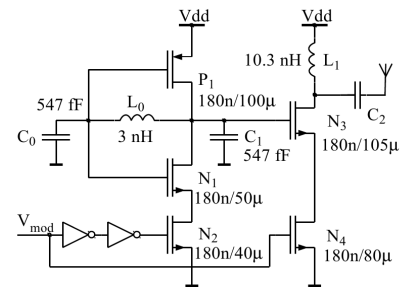 Vdd
Vdd
10.3 nH
L1
P1
180n/100μ
547 fF
L0
C0
3 nH
C1
547 fF
C2
N3
180n/105μ
N1
180n/50μ
Vmod
N2
180n/40μ
N4
180n/80μ